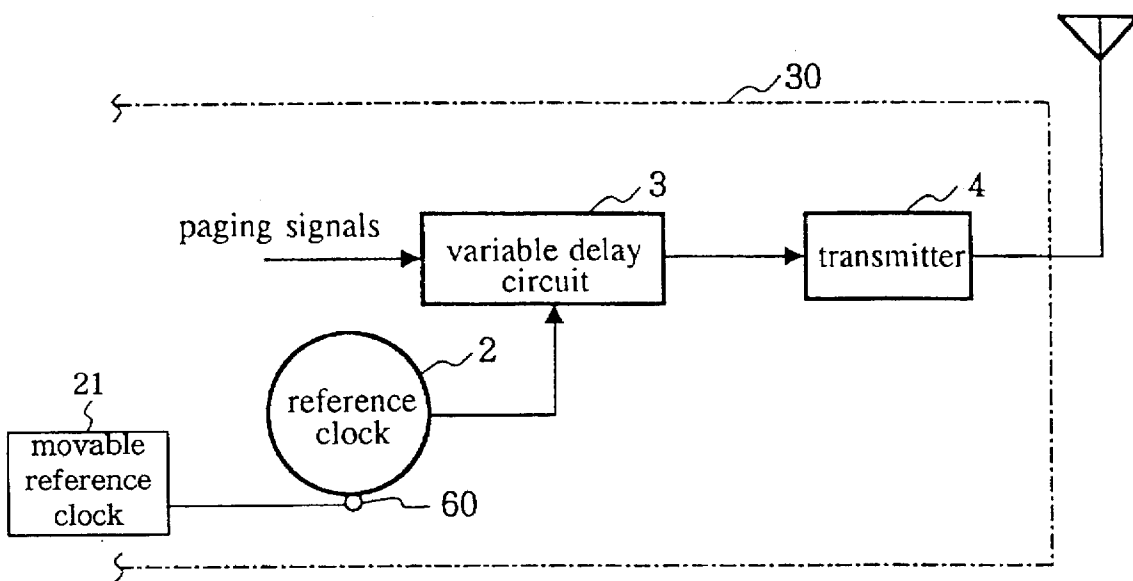 30
3
4
paging signals
variable delay
circuit
transmitter
2
reference
clock
21
movable
reference
clock
60